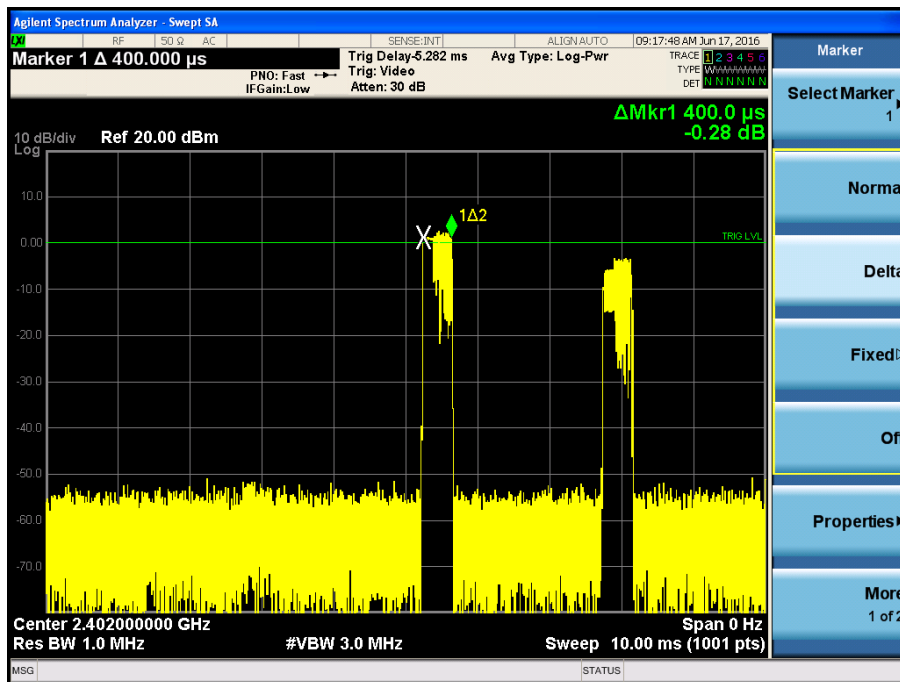 Agilent Spectrum Analyzer - Swept SA
LXI RF 50 Ω AC SENSE:INT ALIGN AUTO 09:17:48 AM Jun 17, 2016
Marker 1 Δ 400.000 µs
Trig Delay-5.282 ms
Avg Type: Log-Pwr
TRACE 1 2 3 4 5 6
PNO: Fast
Trig: Video
TYPE WWWWWW
IFGain:Low
Atten: 30 dB
DET N N N N N N
ΔMkr1 400.0 µs
-0.28 dB
10 dB/div Ref 20.00 dBm
Log
10.0
0.00
-10.0
-20.0
-30.0
-40.0
-50.0
-60.0
-70.0
1Δ2
TRIG LVL
Center 2.402000000 GHz Span 0 Hz
Res BW 1.0 MHz #VBW 3.0 MHz Sweep 10.00 ms (1001 pts)
MSG STATUS
Marker
Select Marker
1
Norma
Delta
Fixed
Of
Properties
More
1 of 2